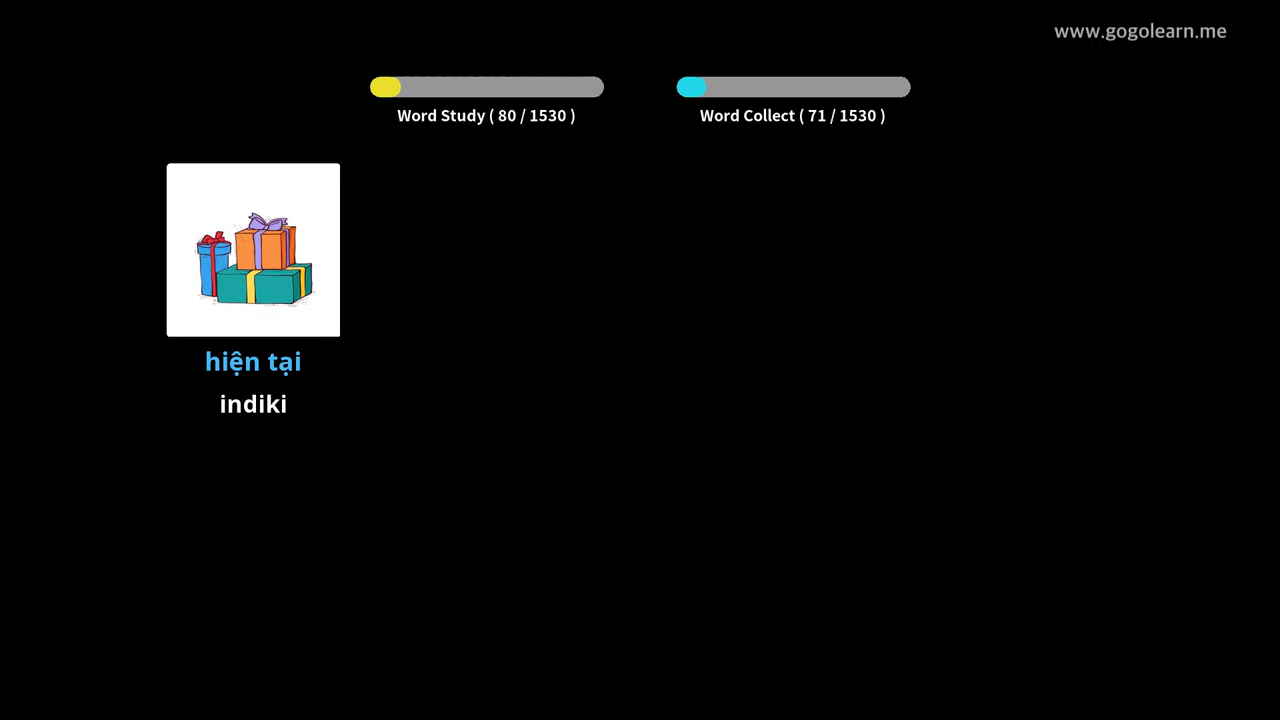 www.gogolearn.me
Word Study ( 80 / 1530 )
Word Collect ( 71 / 1530 )
hiện tại
indiki